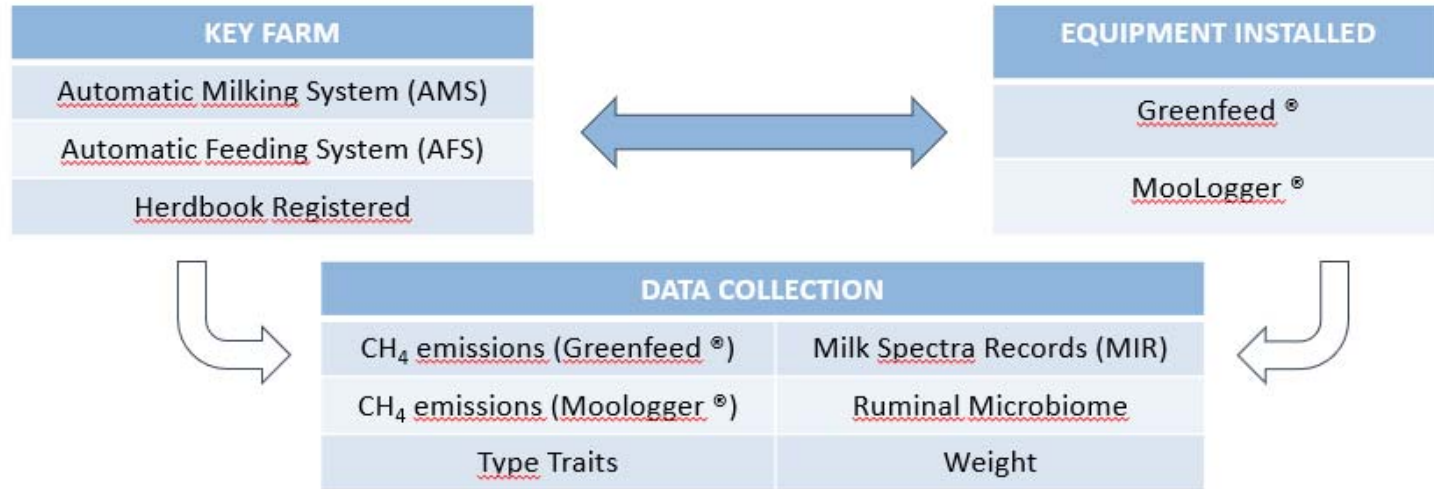 KEY FARM
Automatic Milking System (AMS)
Automatic Feeding System (AFS)
Herdbook Registered
EQUIPMENT INSTALLED
Greenfeed ®
MooLogger ®
DATA COLLECTION
CH₄ emissions (Greenfeed ®)
Milk Spectra Records (MIR)
CH₄ emissions (Moologger ®)
Ruminal Microbiome
Type Traits
Weight